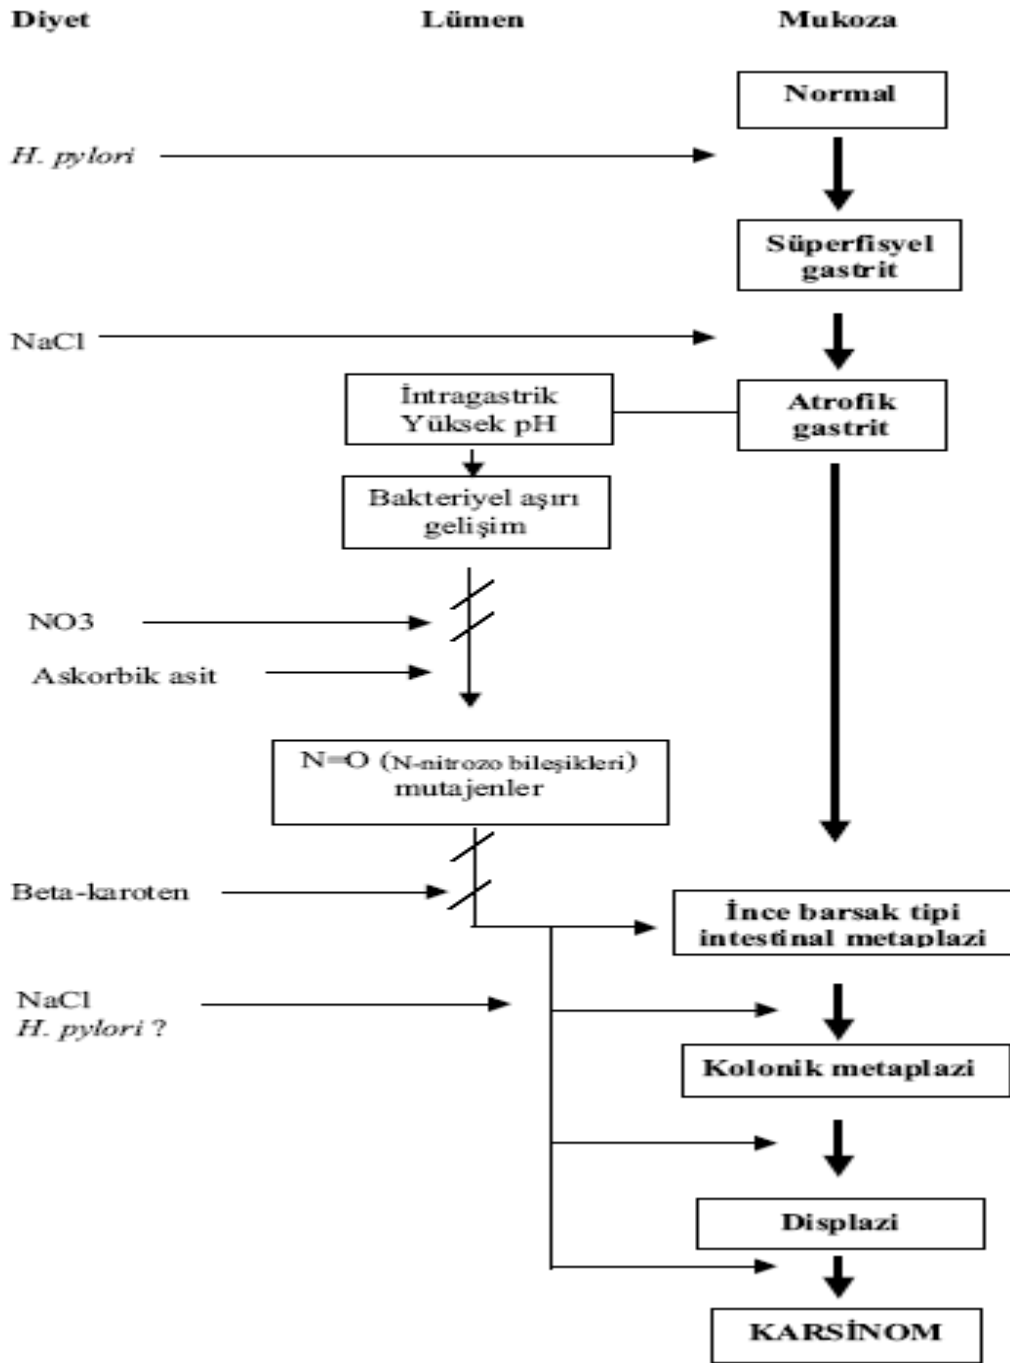 Diyet Lümen Mukoza
Normal
H. pylori
Süperfisyel
gastrit
NaCl
İntragastrik
Yüksek pH
Atrofik
gastrit
Bakteriyel aşırı
gelişim
NO3
Askorbik asit
N=O (N-nitrozo bileşikleri)
mutajenler
Beta-karoten
İnce barsak tipi
intestinal metaplazi
NaCl
H. pylori ?
Kolonik metaplazi
Displazi
KARSİNOM